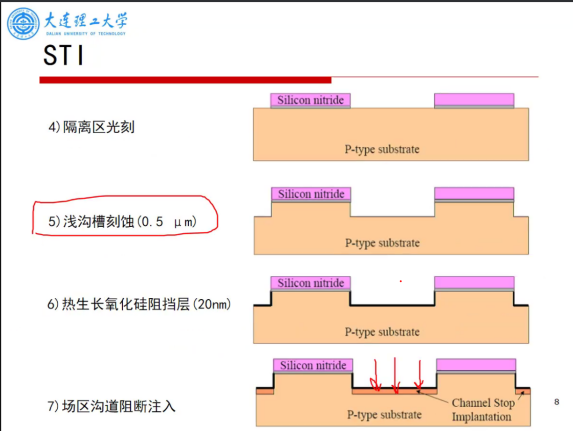 大连理工大学
DALIAN UNIVERSITY OF TECHNOLOGY
STI
4)隔离区光刻
Silicon nitride
P-type substrate
5)浅沟槽刻蚀(0.5 μm)
Silicon nitride
P-type substrate
6)热生长氧化硅阻挡层(20nm)
Silicon nitride
P-type substrate
7)场区沟道阻断注入
Silicon nitride
P-type substrate
Channel Stop
Implantation
8